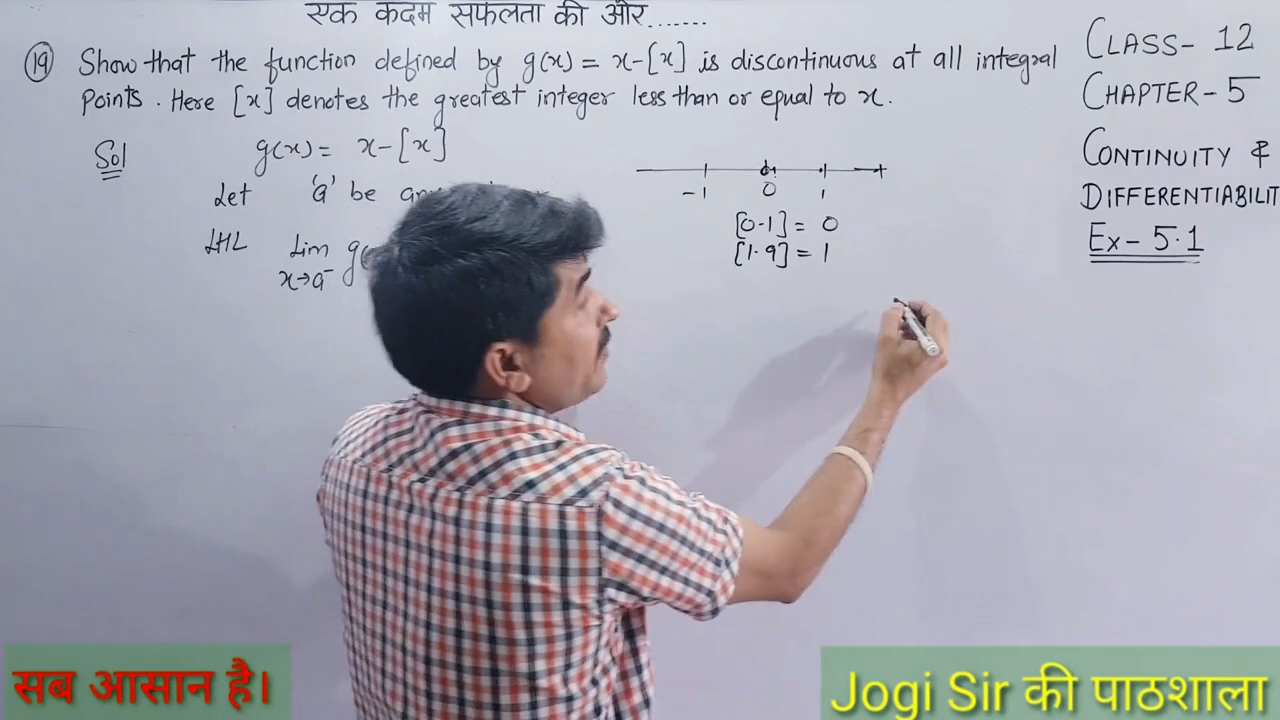 एक कदम सफलता की ओर.......
(19) Show that the function defined by g(x) = x-[x] is discontinuous at all integral
Points. Here [x] denotes the greatest integer less than or equal to x.
Sol g(x) = x-[x]
Let 'a' be
LHL Lim
x→a⁻
-1 0 1
[0.1] = 0
[1.9] = 1
CLASS- 12
CHAPTER- 5
CONTINUITY &
DIFFERENTIABILIT
Ex- 5.1
सब आसान है।
Jogi Sir की पाठशाला